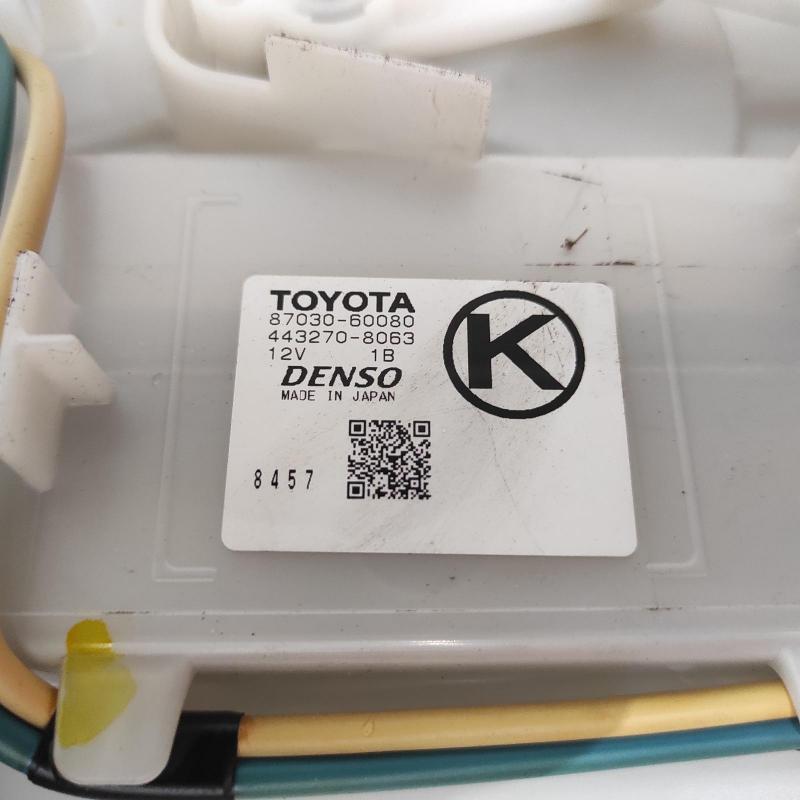 TOYOTA
87030-60080
443270-8063
12V 1B
DENSO
MADE IN JAPAN
K
8457